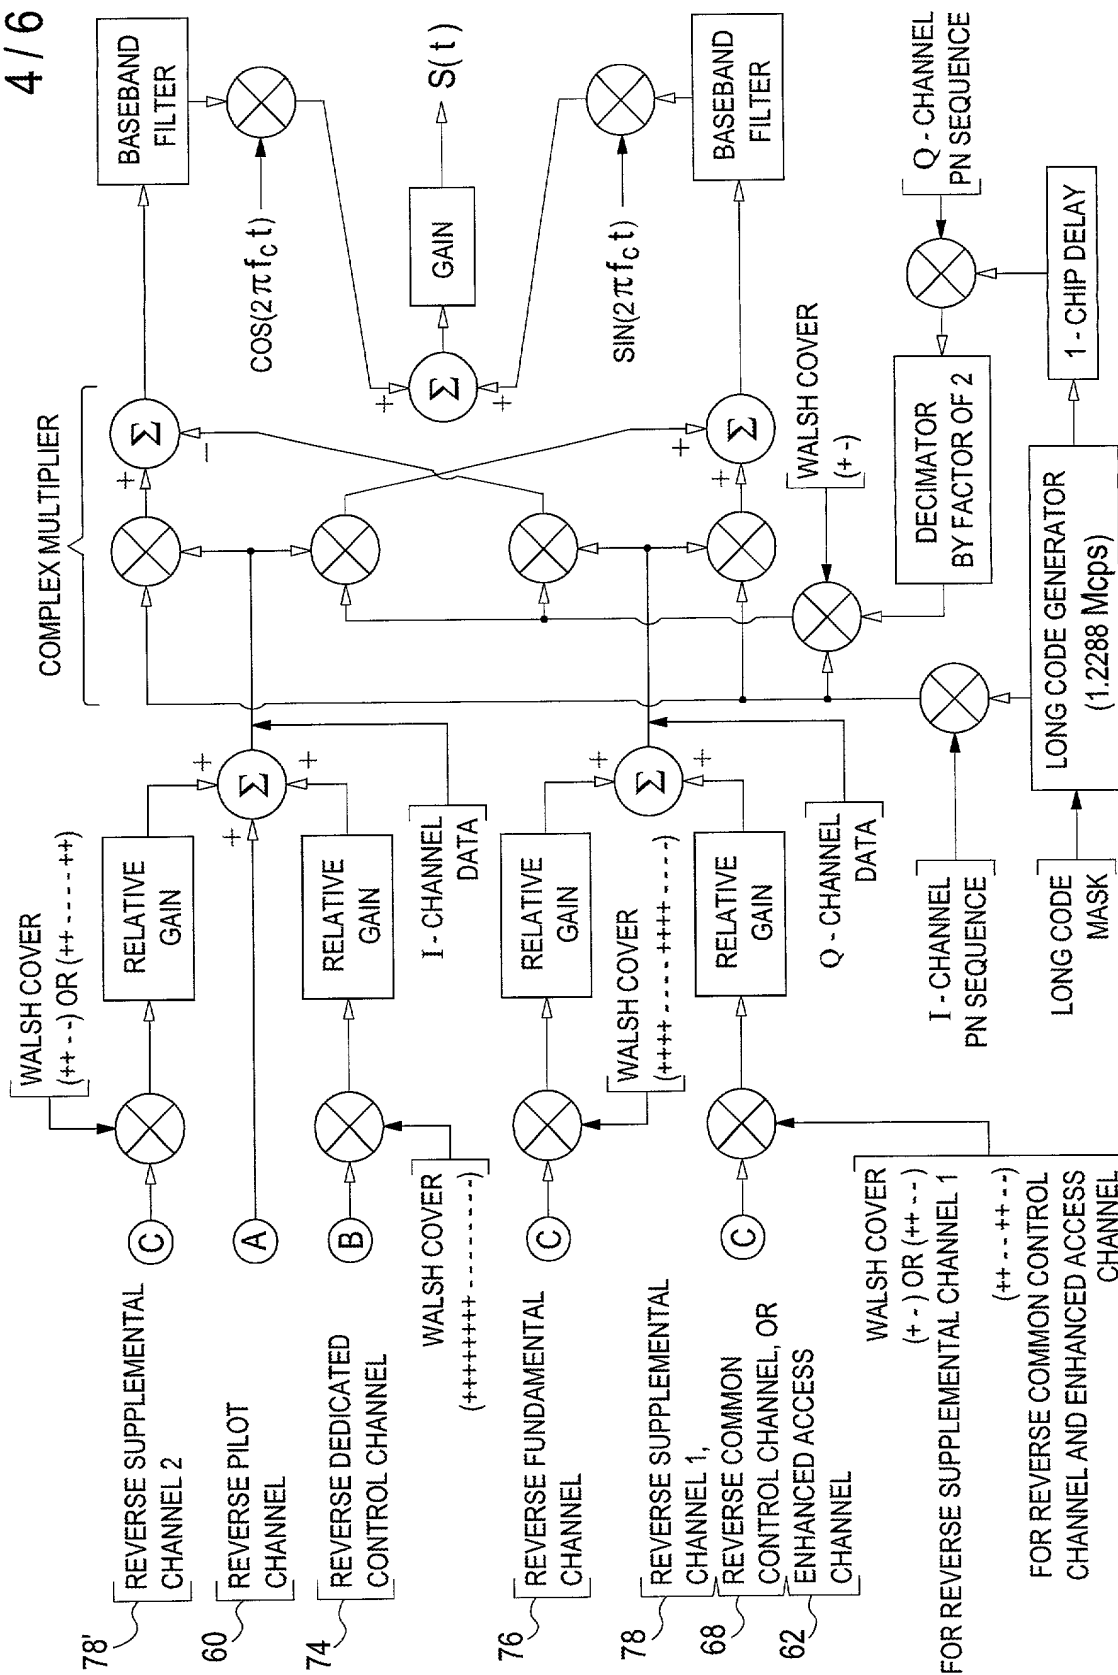 4 / 6
78'
REVERSE SUPPLEMENTAL
CHANNEL 2
C
WALSH COVER
(++ - -) OR (++ - - - - ++)
RELATIVE
GAIN
60
REVERSE PILOT
CHANNEL
A
74
REVERSE DEDICATED
CONTROL CHANNEL
B
WALSH COVER
(++++++++ - - - - - - - -)
RELATIVE
GAIN
+
+
+
Σ
I - CHANNEL
DATA
76
REVERSE FUNDAMENTAL
CHANNEL
C
WALSH COVER
(++++ - - - - ++++ - - - -)
RELATIVE
GAIN
78
REVERSE SUPPLEMENTAL
CHANNEL 1,
68
REVERSE COMMON
CONTROL CHANNEL, OR
62
ENHANCED ACCESS
CHANNEL
C
RELATIVE
GAIN
+
+
Σ
Q - CHANNEL
DATA
WALSH COVER
(+ -) OR (++ - -)
FOR REVERSE SUPPLEMENTAL CHANNEL 1
(++ - - ++ - -)
FOR REVERSE COMMON CONTROL
CHANNEL AND ENHANCED ACCESS
CHANNEL
COMPLEX MULTIPLIER
+
-
Σ
+
+
Σ
BASEBAND
FILTER
COS(2πfct)
+
+
Σ
GAIN
S(t)
SIN(2πfct)
BASEBAND
FILTER
WALSH COVER
(+ -)
DECIMATOR
BY FACTOR OF 2
Q - CHANNEL
PN SEQUENCE
I - CHANNEL
PN SEQUENCE
LONG CODE
MASK
LONG CODE GENERATOR
(1.2288 Mcps)
1 - CHIP DELAY